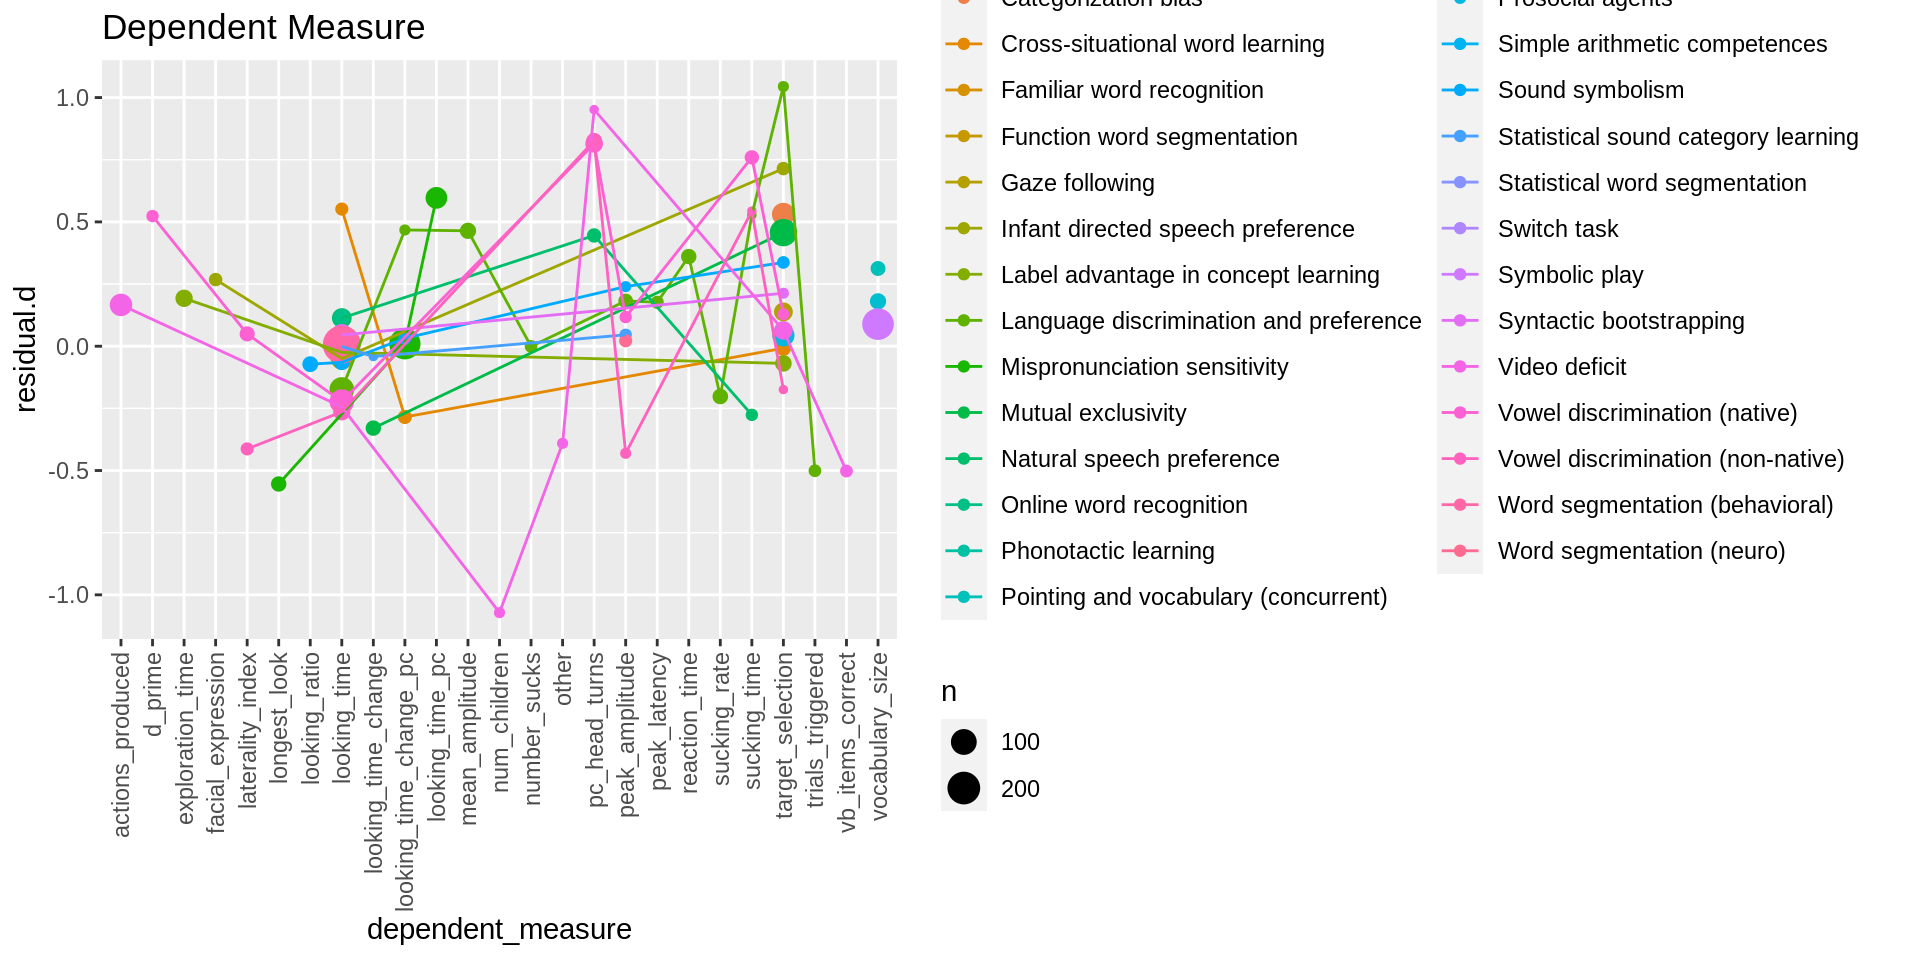 Dependent Measure
residual.d
1.0
0.5
0.0
-0.5
-1.0
actions_produced
d_prime
exploration_time
facial_expression
laterality_index
longest_look
looking_ratio
looking_time
looking_time_change
looking_time_change_pc
looking_time_pc
mean_amplitude
num_children
number_sucks
other
pc_head_turns
peak_amplitude
peak_latency
reaction_time
sucking_rate
sucking_time
target_selection
trials_triggered
vb_items_correct
vocabulary_size
dependent_measure
Categorization bias
Cross-situational word learning
Familiar word recognition
Function word segmentation
Gaze following
Infant directed speech preference
Label advantage in concept learning
Language discrimination and preference
Mispronunciation sensitivity
Mutual exclusivity
Natural speech preference
Online word recognition
Phonotactic learning
Pointing and vocabulary (concurrent)
Prosocial agents
Simple arithmetic competences
Sound symbolism
Statistical sound category learning
Statistical word segmentation
Switch task
Symbolic play
Syntactic bootstrapping
Video deficit
Vowel discrimination (native)
Vowel discrimination (non-native)
Word segmentation (behavioral)
Word segmentation (neuro)
n
100
200